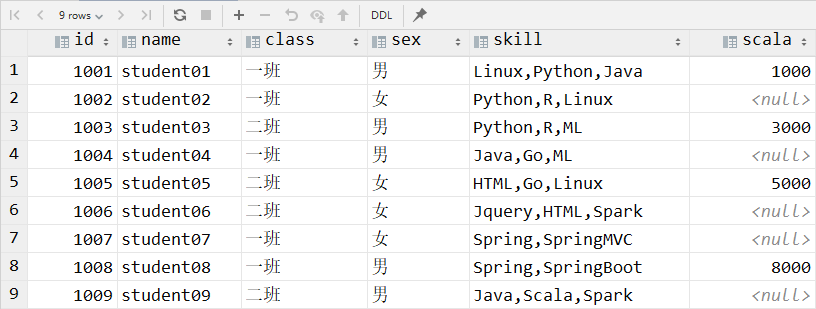 9 rows DDL
id name class sex skill scala
1 1001 student01 一班 男 Linux,Python,Java 1000
2 1002 student02 一班 女 Python,R,Linux <null>
3 1003 student03 二班 男 Python,R,ML 3000
4 1004 student04 一班 男 Java,Go,ML <null>
5 1005 student05 二班 女 HTML,Go,Linux 5000
6 1006 student06 二班 女 Jquery,HTML,Spark <null>
7 1007 student07 一班 女 Spring,SpringMVC <null>
8 1008 student08 一班 男 Spring,SpringBoot 8000
9 1009 student09 二班 男 Java,Scala,Spark <null>